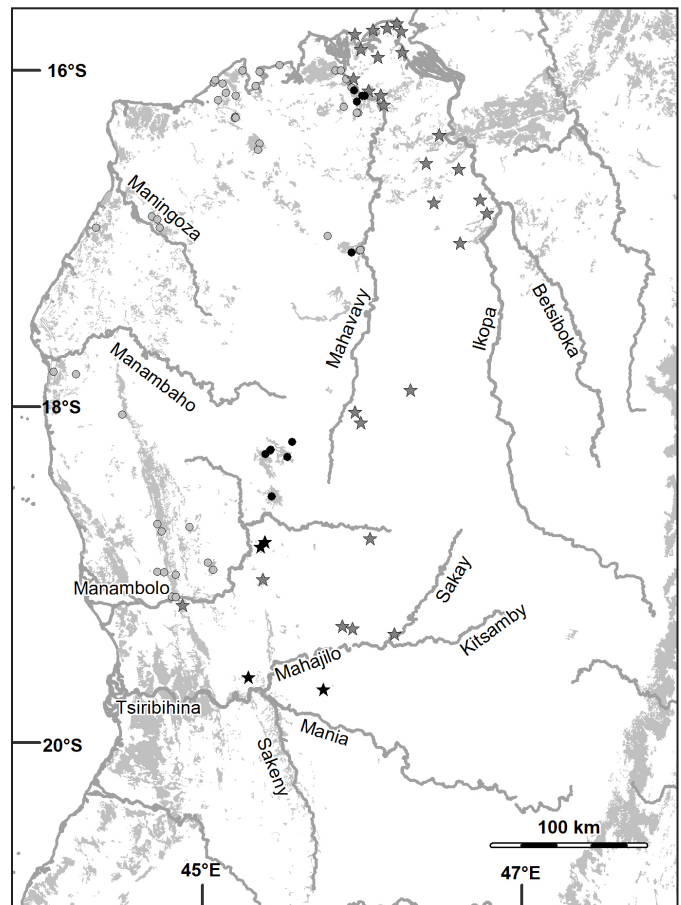 16°S
Maningoza
Mahavavy
Ikopa
Betsiboka
Manambaho
18°S
Manambolo
Sakay
Kitsamby
Mahajilo
Tsiribihina
Mania
20°S
Sakeny
100 km
45°E
47°E